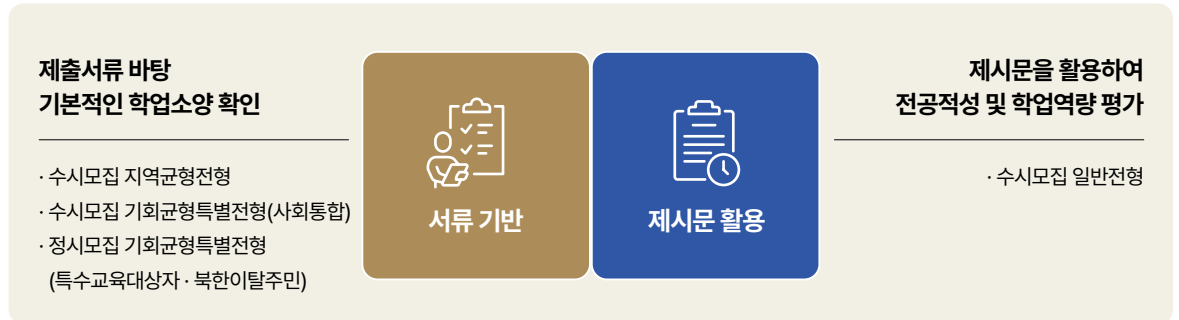 제출서류 바탕
기본적인 학업소양 확인
· 수시모집 지역균형전형
· 수시모집 기회균형특별전형(사회통합)
· 정시모집 기회균형특별전형
(특수교육대상자 · 북한이탈주민)
서류 기반
제시문 활용
제시문을 활용하여
전공적성 및 학업역량 평가
· 수시모집 일반전형